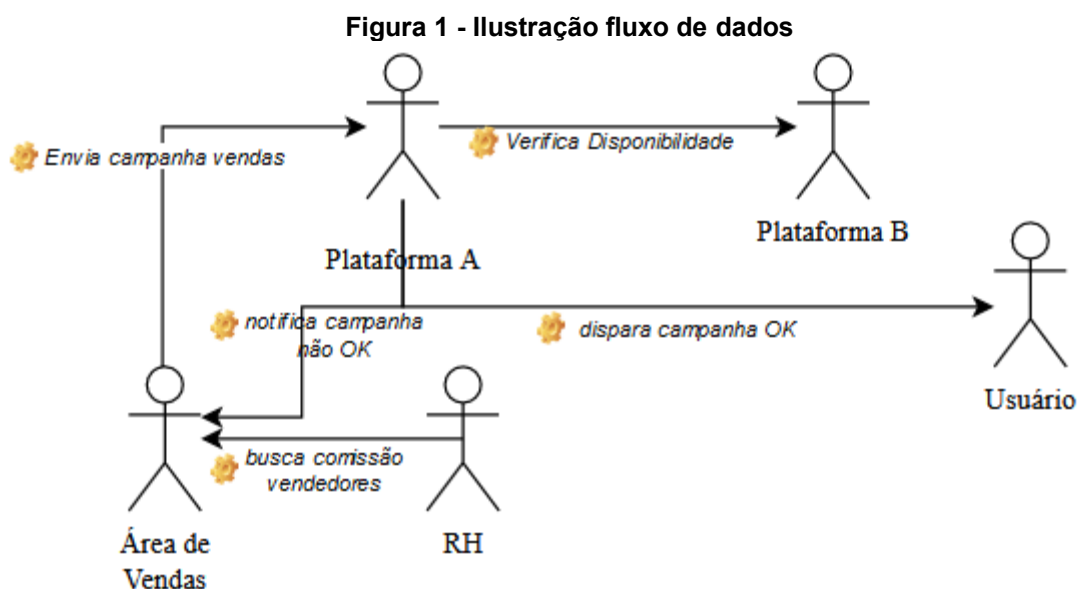 Figura 1 - Ilustração fluxo de dados
Envia campanha vendas
Verifica Disponibilidade
Plataforma A
Plataforma B
notifica campanha
não OK
dispara campanha OK
Usuário
busca comissão
vendedores
Área de
Vendas
RH